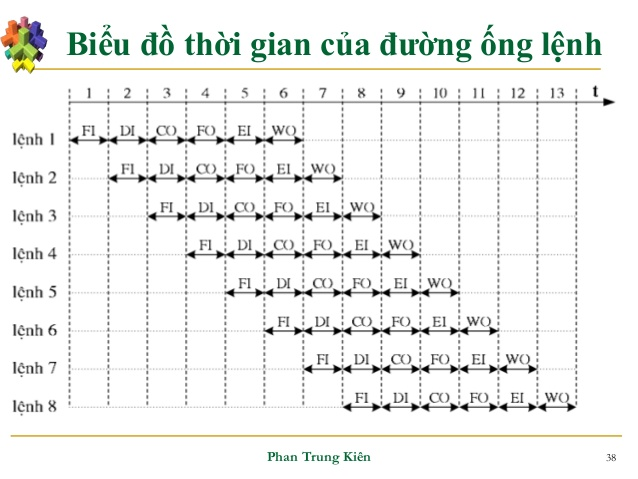 Biểu đồ thời gian của đường ống lệnh
1 2 3 4 5 6 7 8 9 10 11 12 13 t
lệnh 1 FI DI CO FO EI WO
lệnh 2 FI DI CO FO EI WO
lệnh 3 FI DI CO FO EI WO
lệnh 4 FI DI CO FO EI WO
lệnh 5 FI DI CO FO EI WO
lệnh 6 FI DI CO FO EI WO
lệnh 7 FI DI CO FO EI WO
lệnh 8 FI DI CO FO EI WO
Phan Trung Kiên 38